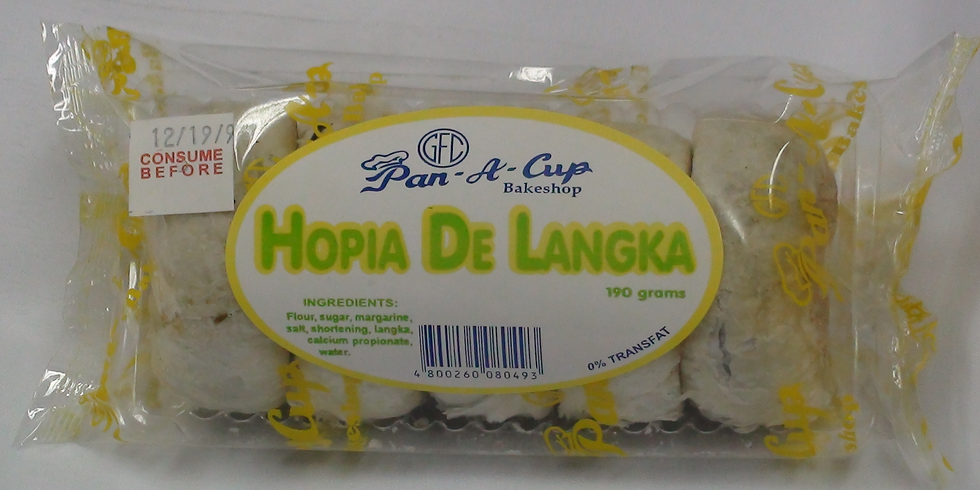 12/19/9
CONSUME
BEFORE
GFC
Pan-A-Cup
Bakeshop
HOPIA DE LANGKA
190 grams
INGREDIENTS:
Flour, sugar, margarine,
salt, shortening, langka,
calcium propionate,
water.
4 800260 080493
0% TRANSFAT